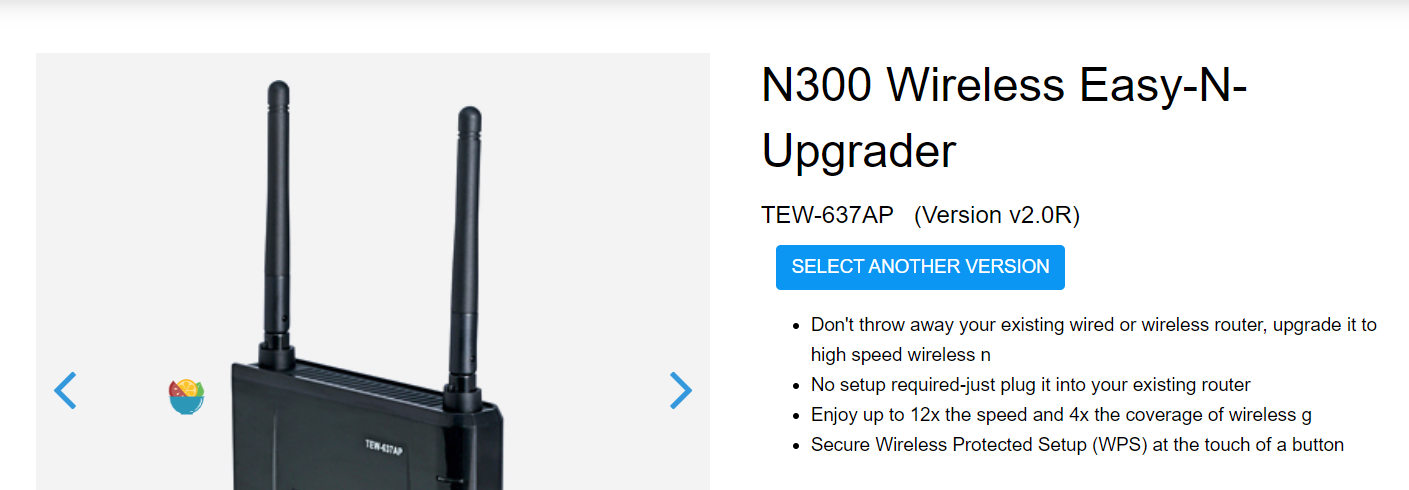 N300 Wireless Easy-N-
Upgrader
TEW-637AP (Version v2.0R)
SELECT ANOTHER VERSION
Don't throw away your existing wired or wireless router, upgrade it to
high speed wireless n
No setup required-just plug it into your existing router
Enjoy up to 12x the speed and 4x the coverage of wireless g
Secure Wireless Protected Setup (WPS) at the touch of a button
TEW-637AP